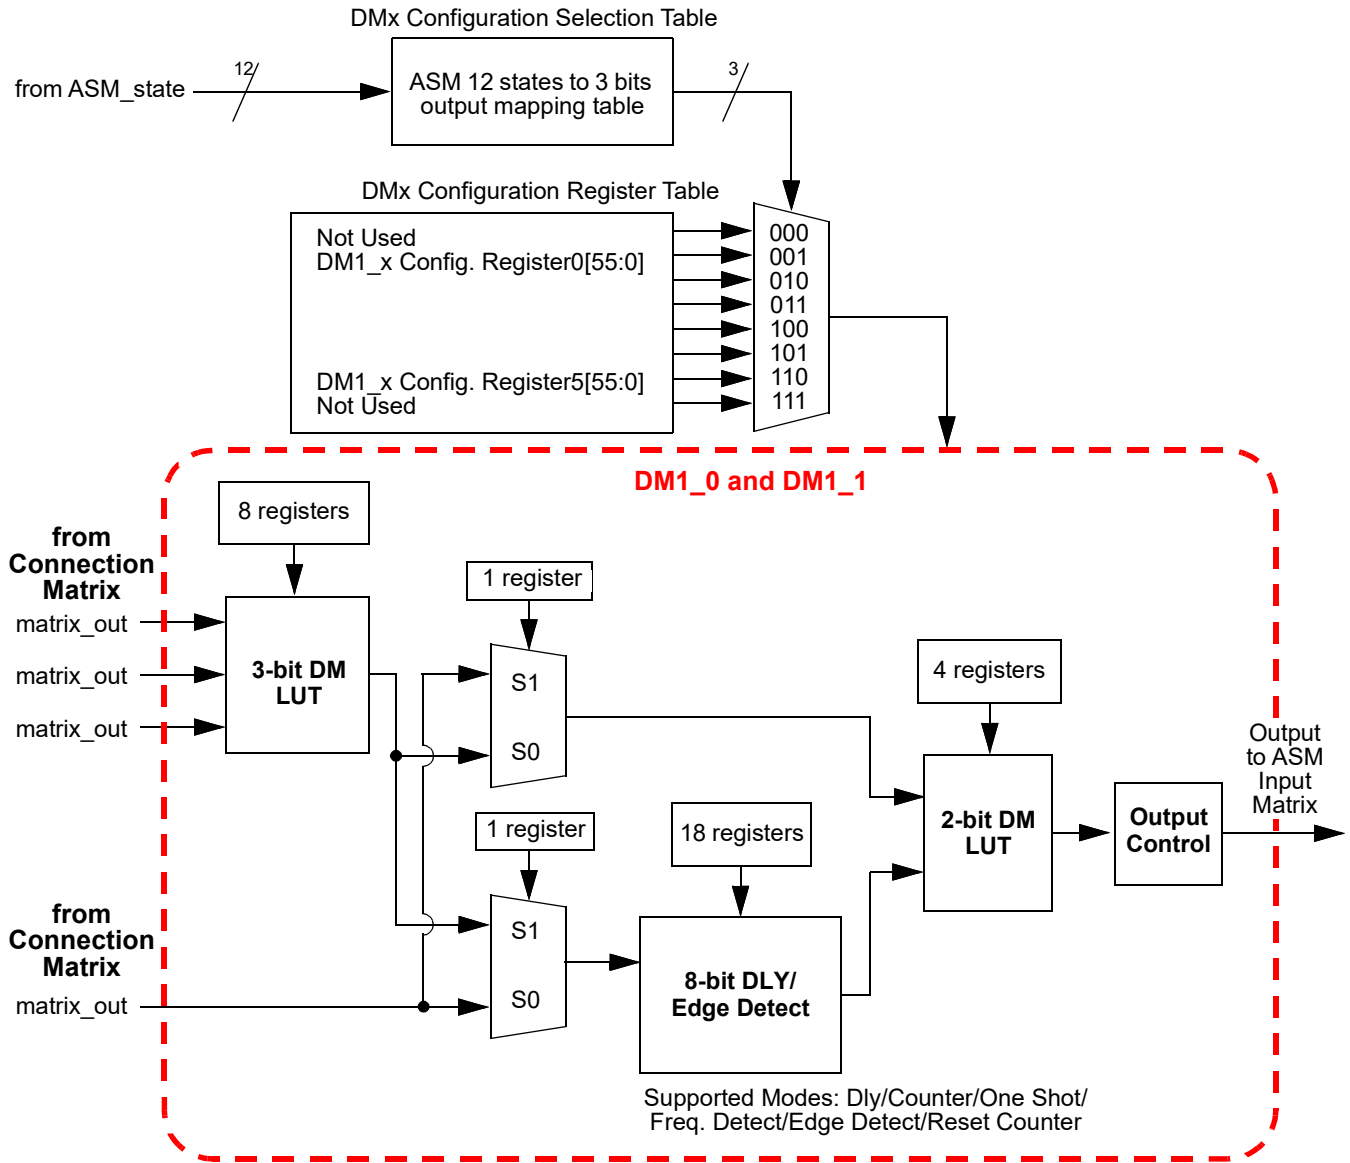 DMx Configuration Selection Table
from ASM_state
12
ASM 12 states to 3 bits
output mapping table
3
DMx Configuration Register Table
Not Used
DM1_x Config. Register0[55:0]
DM1_x Config. Register5[55:0]
Not Used
000
001
010
011
100
101
110
111
DM1_0 and DM1_1
8 registers
from
Connection
Matrix
matrix_out
matrix_out
matrix_out
3-bit DM
LUT
1 register
S1
S0
4 registers
2-bit DM
LUT
Output
Control
Output
to ASM
Input
Matrix
1 register
18 registers
from
Connection
Matrix
matrix_out
S1
S0
8-bit DLY/
Edge Detect
Supported Modes: Dly/Counter/One Shot/
Freq. Detect/Edge Detect/Reset Counter